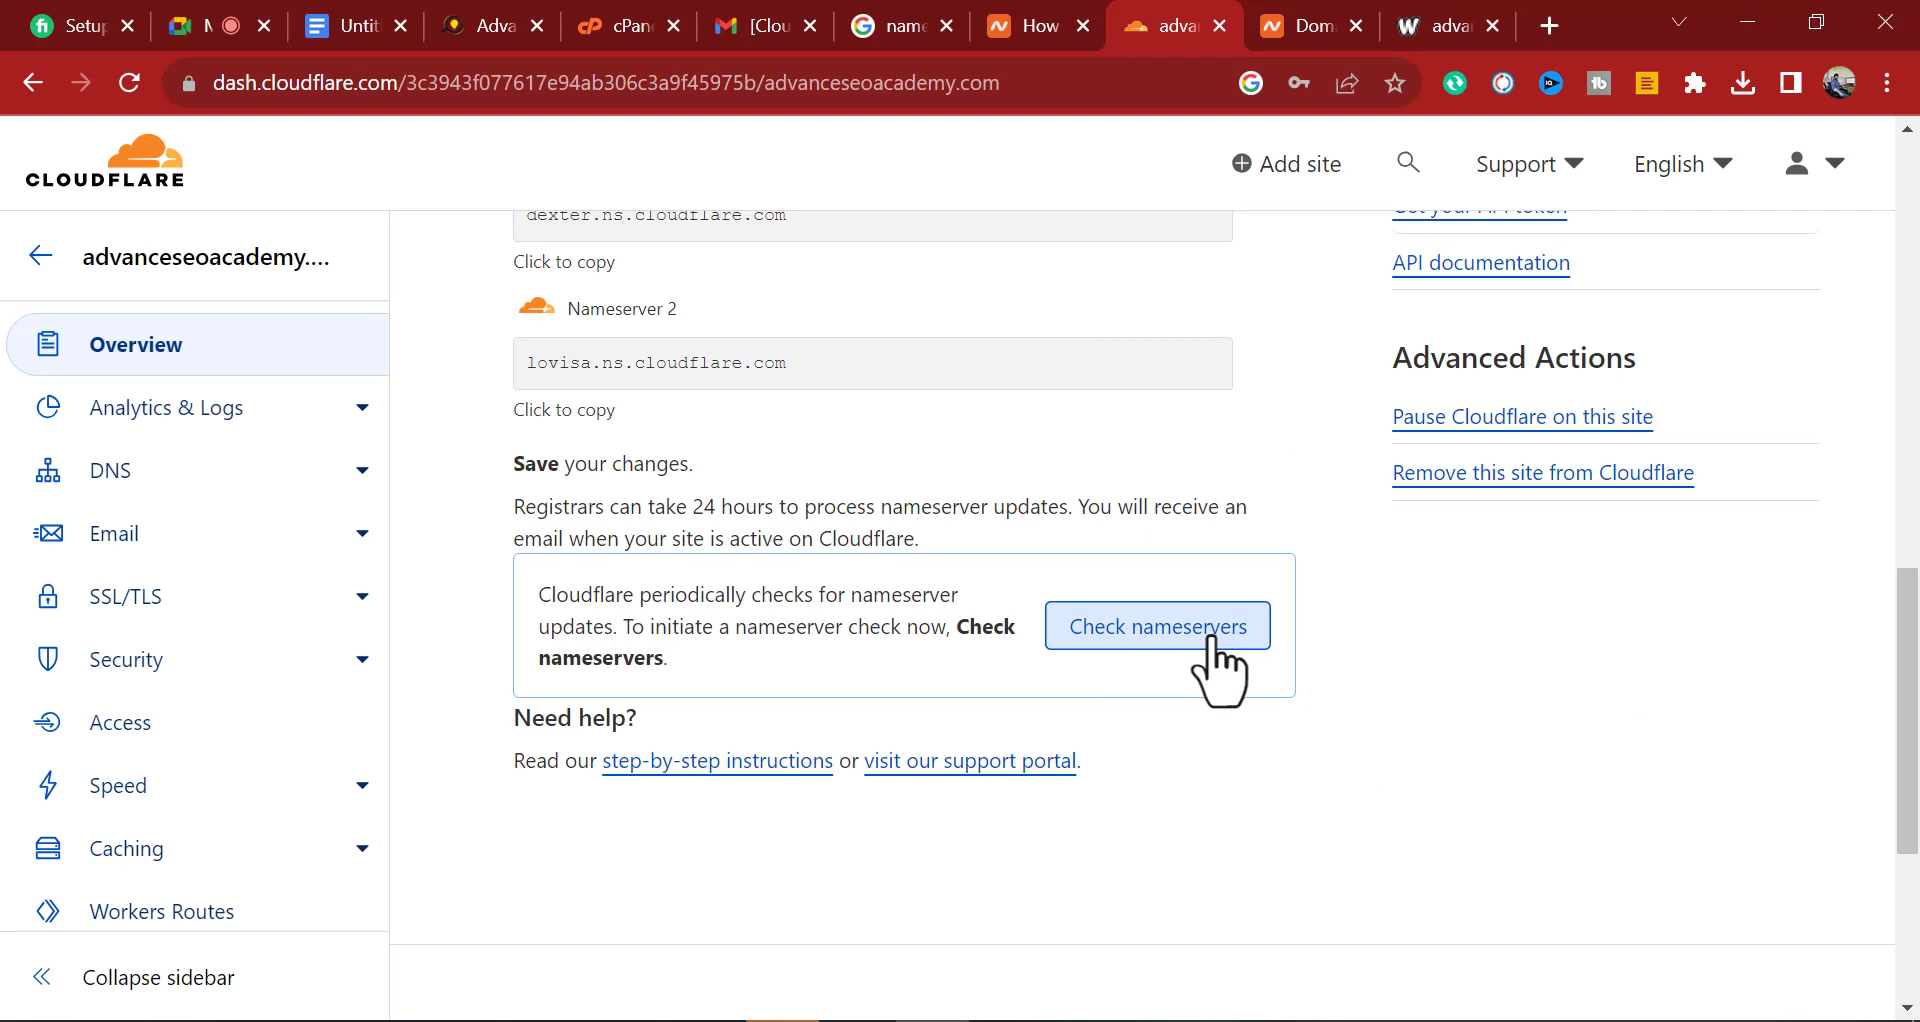 Setup
M
Untit
Adva
cPan
[Clou
name
How
adva
Dom
adva
dash.cloudflare.com/3c3943f077617e94ab306c3a9f45975b/advanceseoacademy.com
CLOUDFLARE
Add site
Support
English
advanceseoacademy....
Overview
Analytics & Logs
DNS
Email
SSL/TLS
Security
Access
Speed
Caching
Workers Routes
Collapse sidebar
dexter.ns.cloudflare.com
Click to copy
Nameserver 2
lovisa.ns.cloudflare.com
Click to copy
Save your changes.
Registrars can take 24 hours to process nameserver updates. You will receive an
email when your site is active on Cloudflare.
Cloudflare periodically checks for nameserver
updates. To initiate a nameserver check now, Check
nameservers.
Check nameservers
Need help?
Read our step-by-step instructions or visit our support portal.
Get your API token
API documentation
Advanced Actions
Pause Cloudflare on this site
Remove this site from Cloudflare